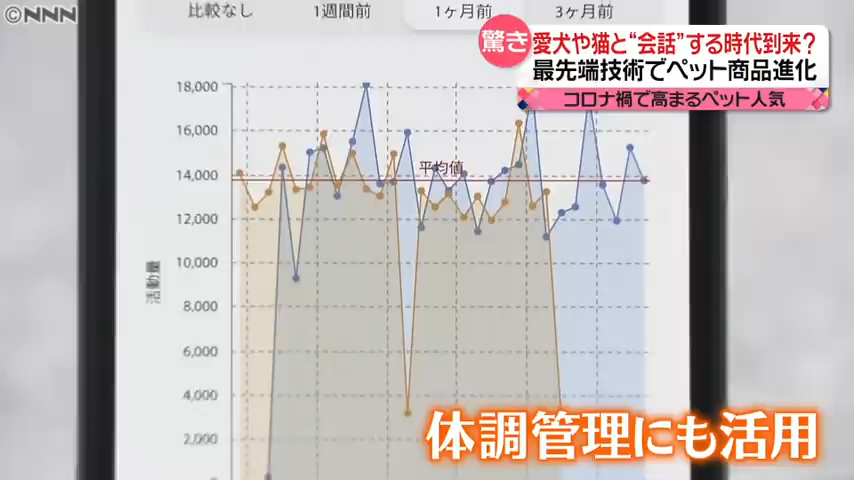 ©NNN
比較なし 1週間前 1ヶ月前 3ヶ月前
驚き
愛犬や猫と“会話”する時代到来?
最先端技術でペット商品進化
コロナ禍で高まるペット人気
18,000
16,000
平均値
14,000
12,000
10,000
活動量
8,000
6,000
4,000
2,000
体調管理にも活用